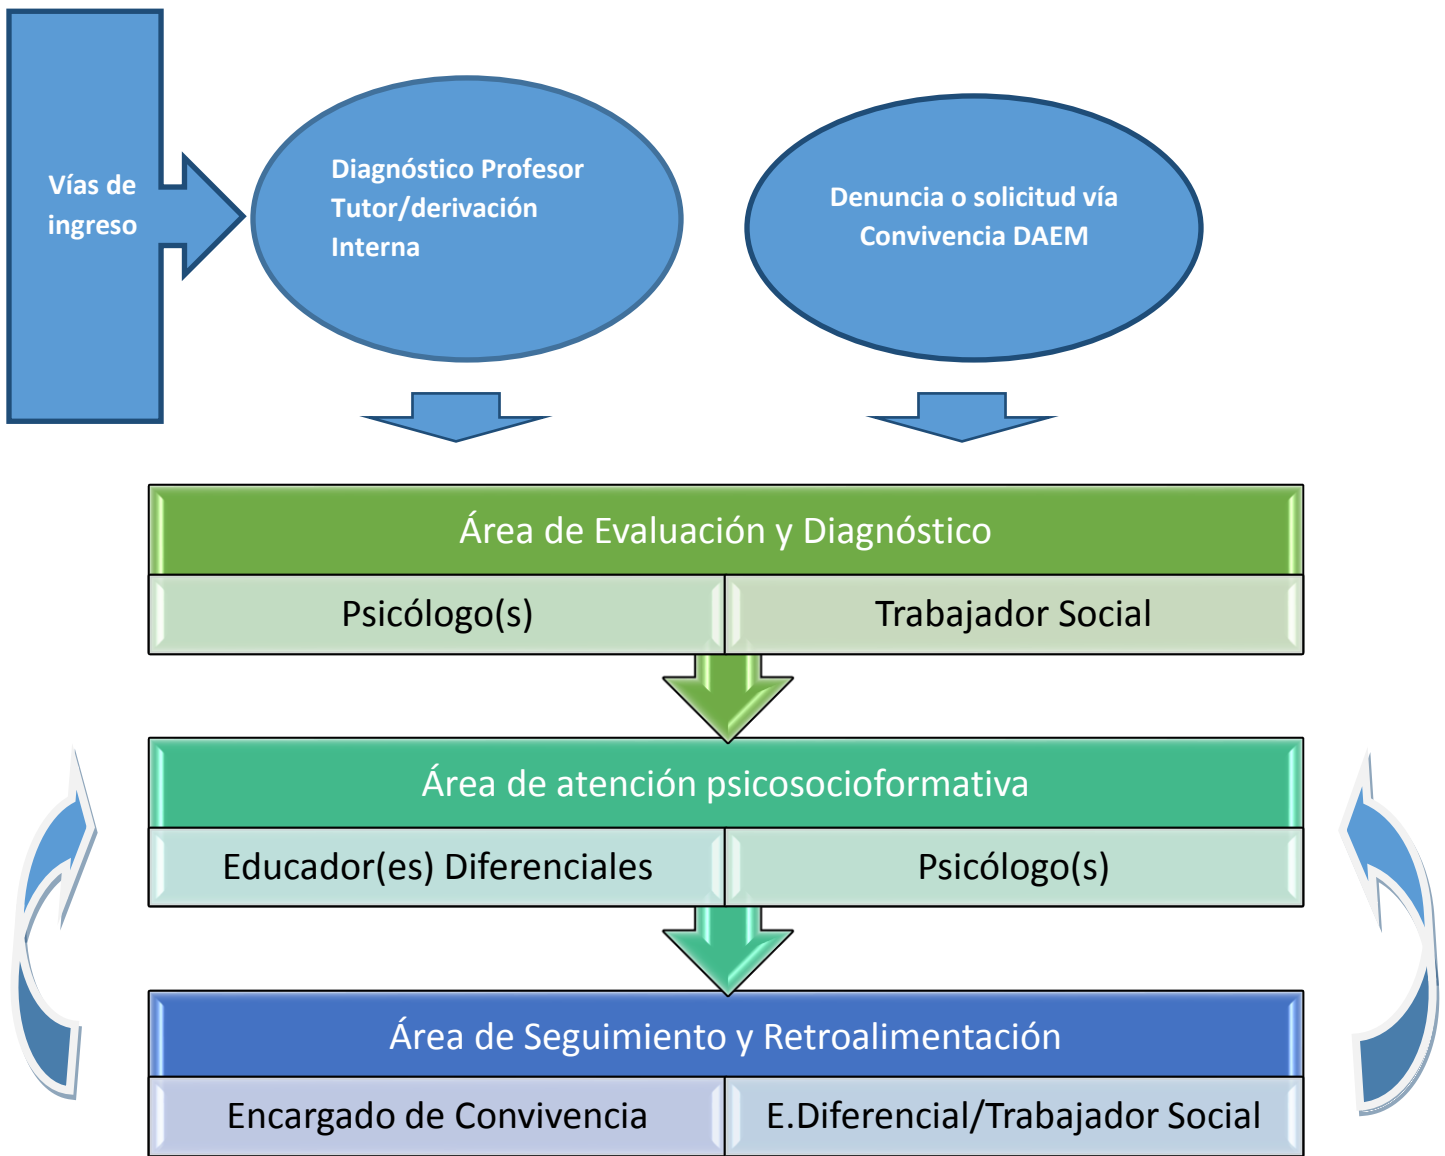 Vías de
ingreso
Diagnóstico Profesor
Tutor/derivación
Interna
Denuncia o solicitud vía
Convivencia DAEM
Área de Evaluación y Diagnóstico
Psicólogo(s)
Trabajador Social
Área de atención psicosocioformativa
Educador(es) Diferenciales
Psicólogo(s)
Área de Seguimiento y Retroalimentación
Encargado de Convivencia
E.Diferencial/Trabajador Social